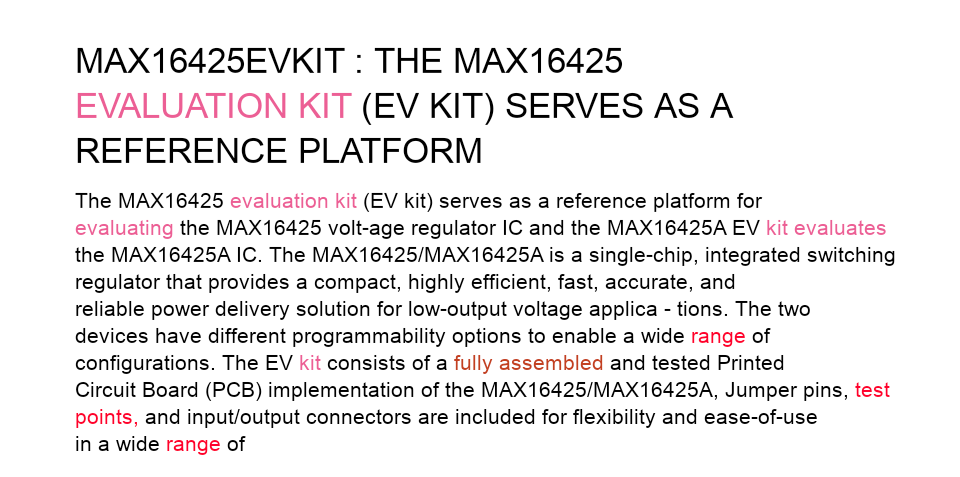 MAX16425EVKIT : THE MAX16425
EVALUATION KIT (EV KIT) SERVES AS A
REFERENCE PLATFORM
The MAX16425 evaluation kit (EV kit) serves as a reference platform for
evaluating the MAX16425 volt-age regulator IC and the MAX16425A EV kit evaluates
the MAX16425A IC. The MAX16425/MAX16425A is a single-chip, integrated switching
regulator that provides a compact, highly efficient, fast, accurate, and
reliable power delivery solution for low-output voltage applica - tions. The two
devices have different programmability options to enable a wide range of
configurations. The EV kit consists of a fully assembled and tested Printed
Circuit Board (PCB) implementation of the MAX16425/MAX16425A, Jumper pins, test
points, and input/output connectors are included for flexibility and ease-of-use
in a wide range of